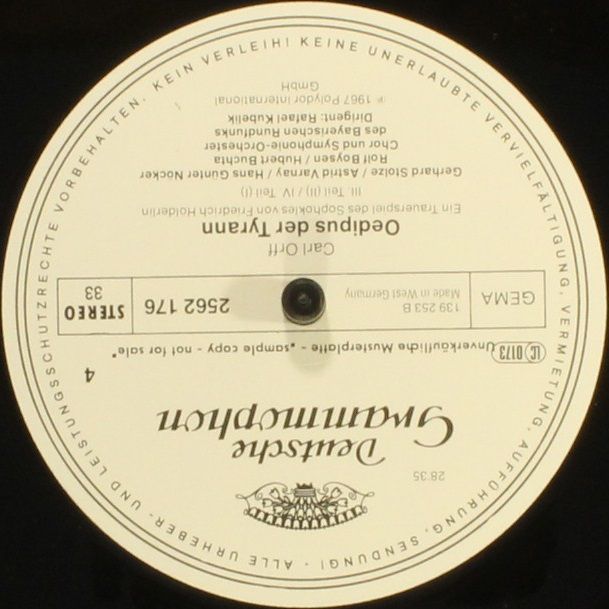 28:35
Deutsche
Grammophon
4
Unverkäufliche Musterplatte - „sample copy - not for sale“
LC 0173
GEMA
139 253 B
Made in West Germany
2562 176
STEREO
33
Carl Orff
Oedipus der Tyrann
Ein Trauerspiel des Sophokles von Friedrich Hölderlin
III. Teil (II) / IV. Teil (I)
Gerhard Stolze / Astrid Varnay / Hans Günter Nöcker
Rolf Boysen / Hubert Buchta
Chor und Symphonie-Orchester
des Bayerischen Rundfunks
Dirigent: Rafael Kubelik
℗ 1967 Polydor International
GmbH
ALLE URHEBER- UND LEISTUNGSSCHUTZRECHTE VORBEHALTEN. KEIN VERLEIH! KEINE UNERLAUBTE VERVIELFÄLTIGUNG, VERMIETUNG, AUFFÜHRUNG, SENDUNG!